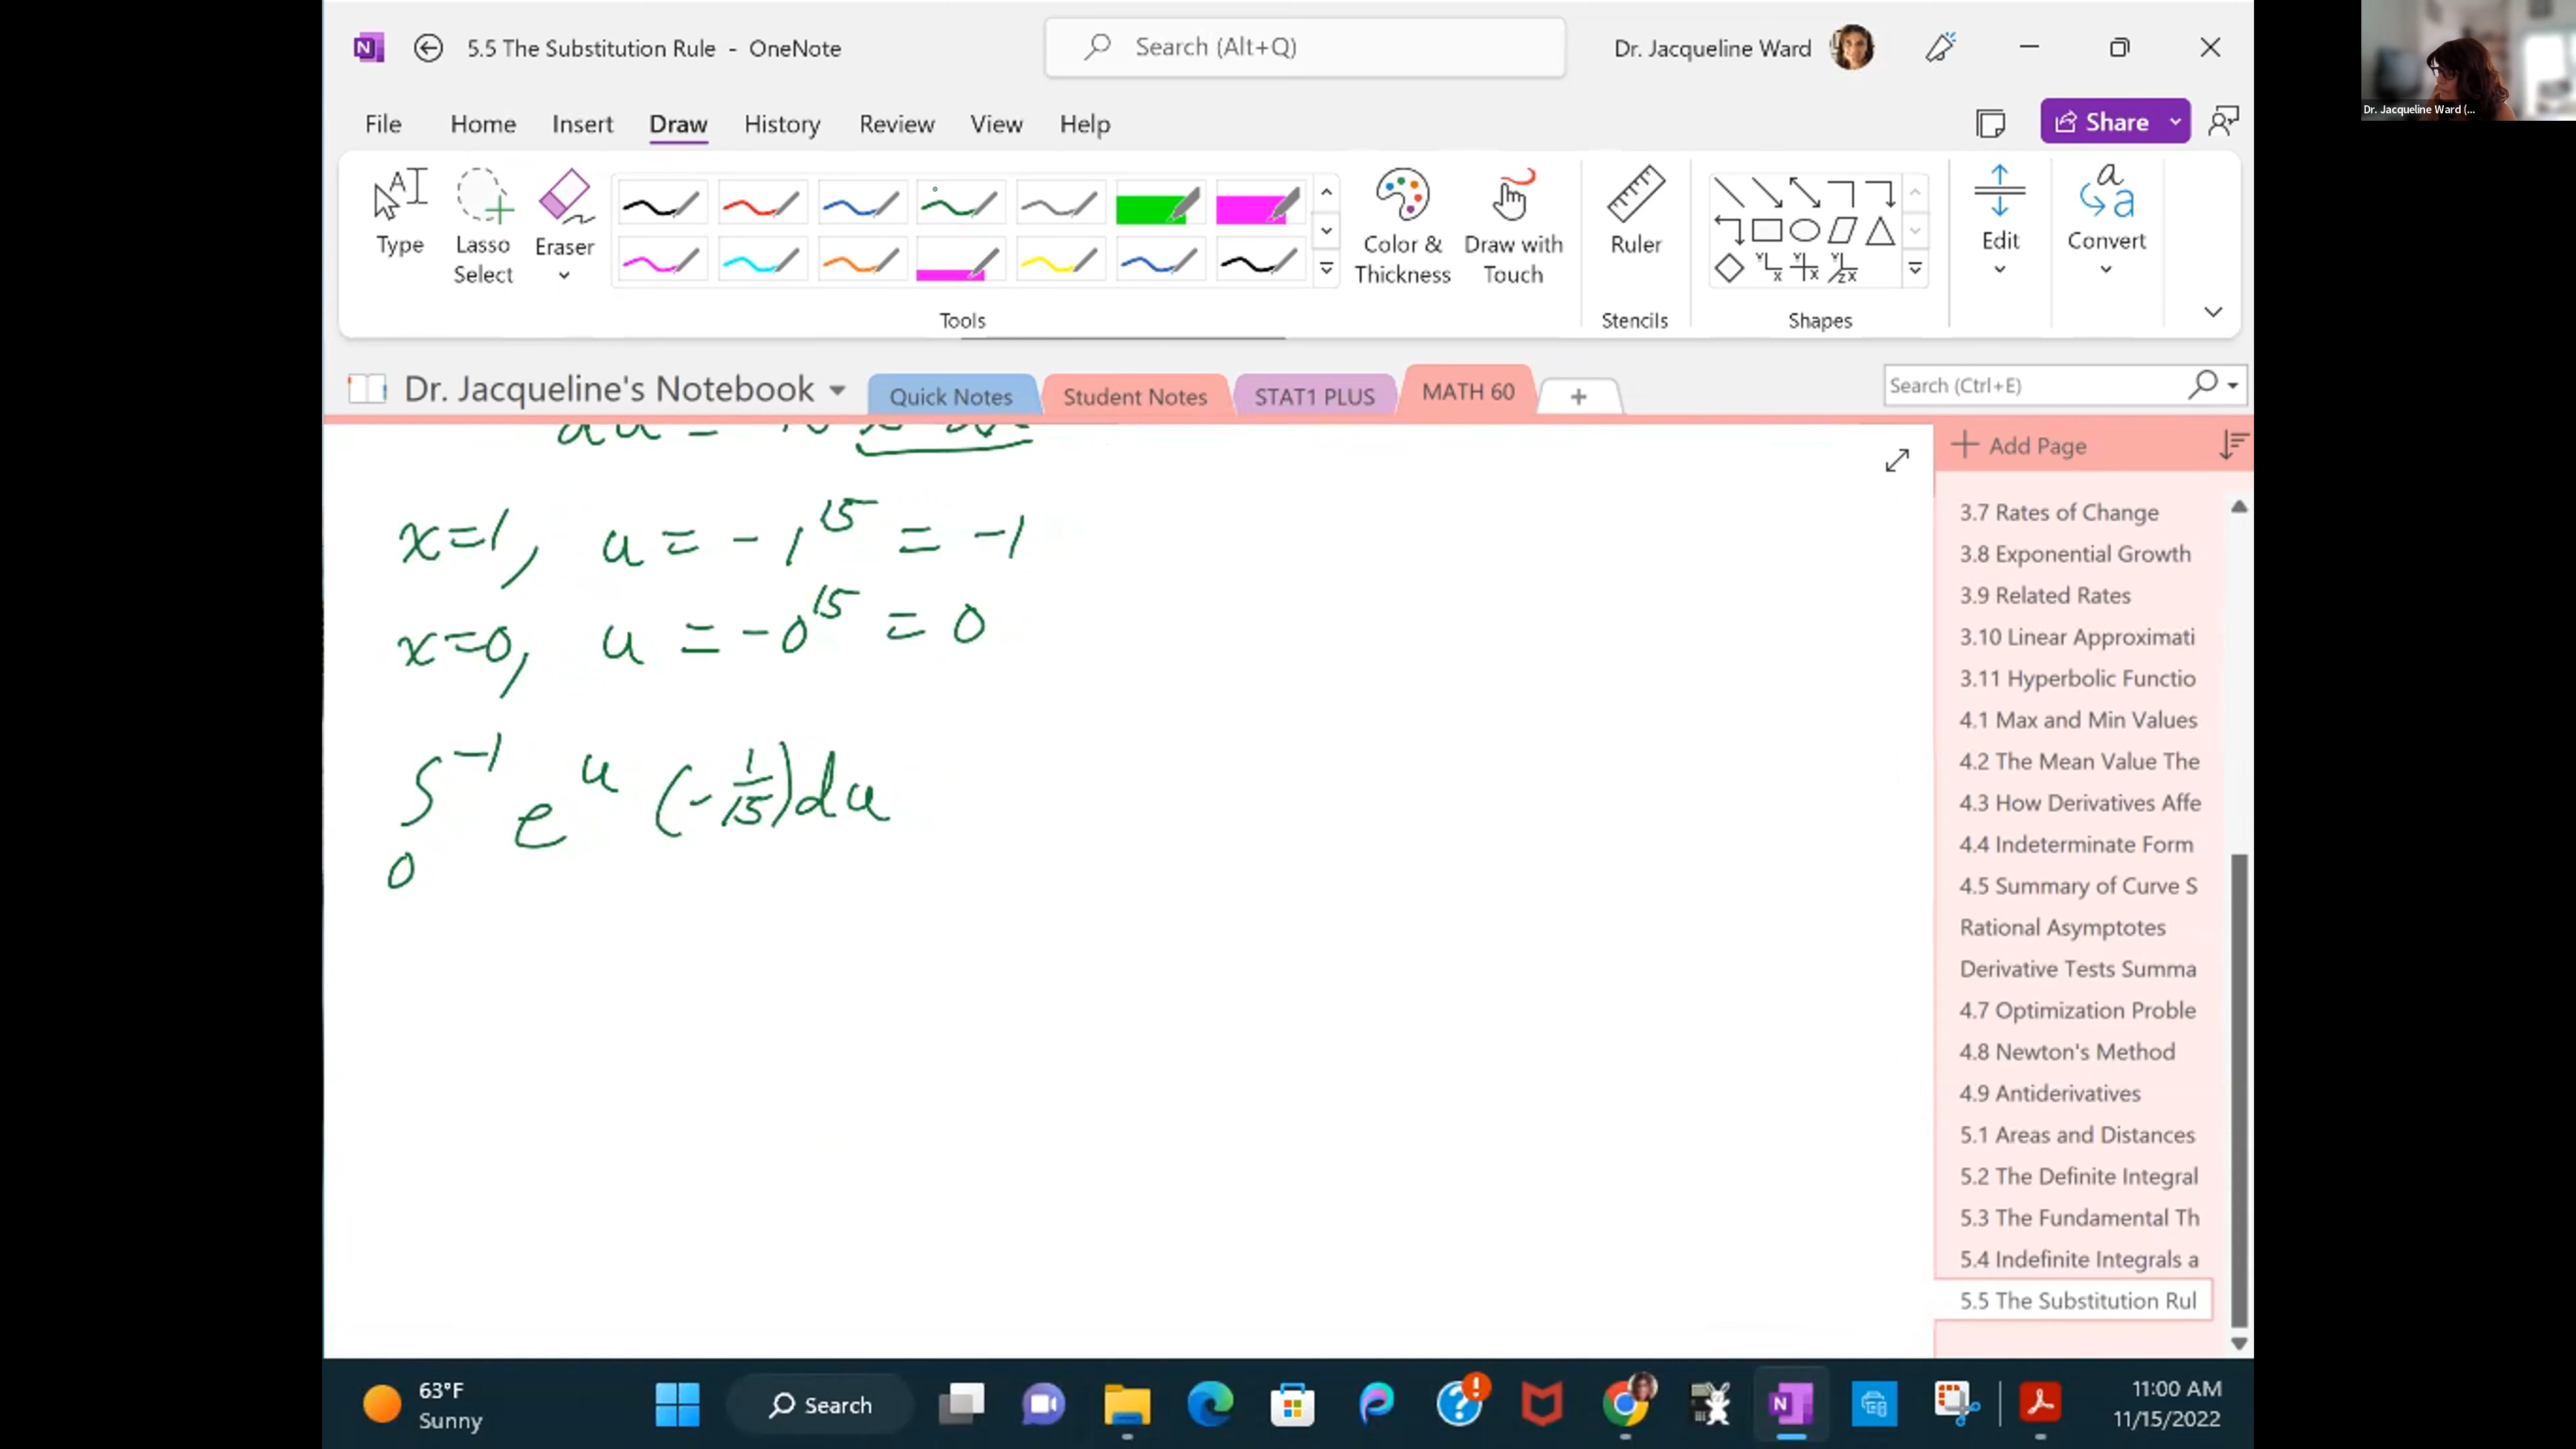 5.5 The Substitution Rule - OneNote
Search (Alt+Q)
Dr. Jacqueline Ward
Dr. Jacqueline Ward (...
File Home Insert Draw History Review View Help
Share
Type
Lasso Select
Eraser
Color & Thickness
Draw with Touch
Ruler
Edit
Convert
Tools
Stencils
Shapes
Dr. Jacqueline's Notebook
Quick Notes
Student Notes
STAT1 PLUS
MATH 60
Search (Ctrl+E)
Add Page
du =
x=1, u = -1^15 = -1
x=0, u = -0^15 = 0
∫_0^-1 e^u (-1/15) du
3.7 Rates of Change
3.8 Exponential Growth
3.9 Related Rates
3.10 Linear Approximati
3.11 Hyperbolic Functio
4.1 Max and Min Values
4.2 The Mean Value The
4.3 How Derivatives Affe
4.4 Indeterminate Form
4.5 Summary of Curve S
Rational Asymptotes
Derivative Tests Summa
4.7 Optimization Proble
4.8 Newton's Method
4.9 Antiderivatives
5.1 Areas and Distances
5.2 The Definite Integral
5.3 The Fundamental Th
5.4 Indefinite Integrals a
5.5 The Substitution Rul
63°F
Sunny
Search
11:00 AM
11/15/2022